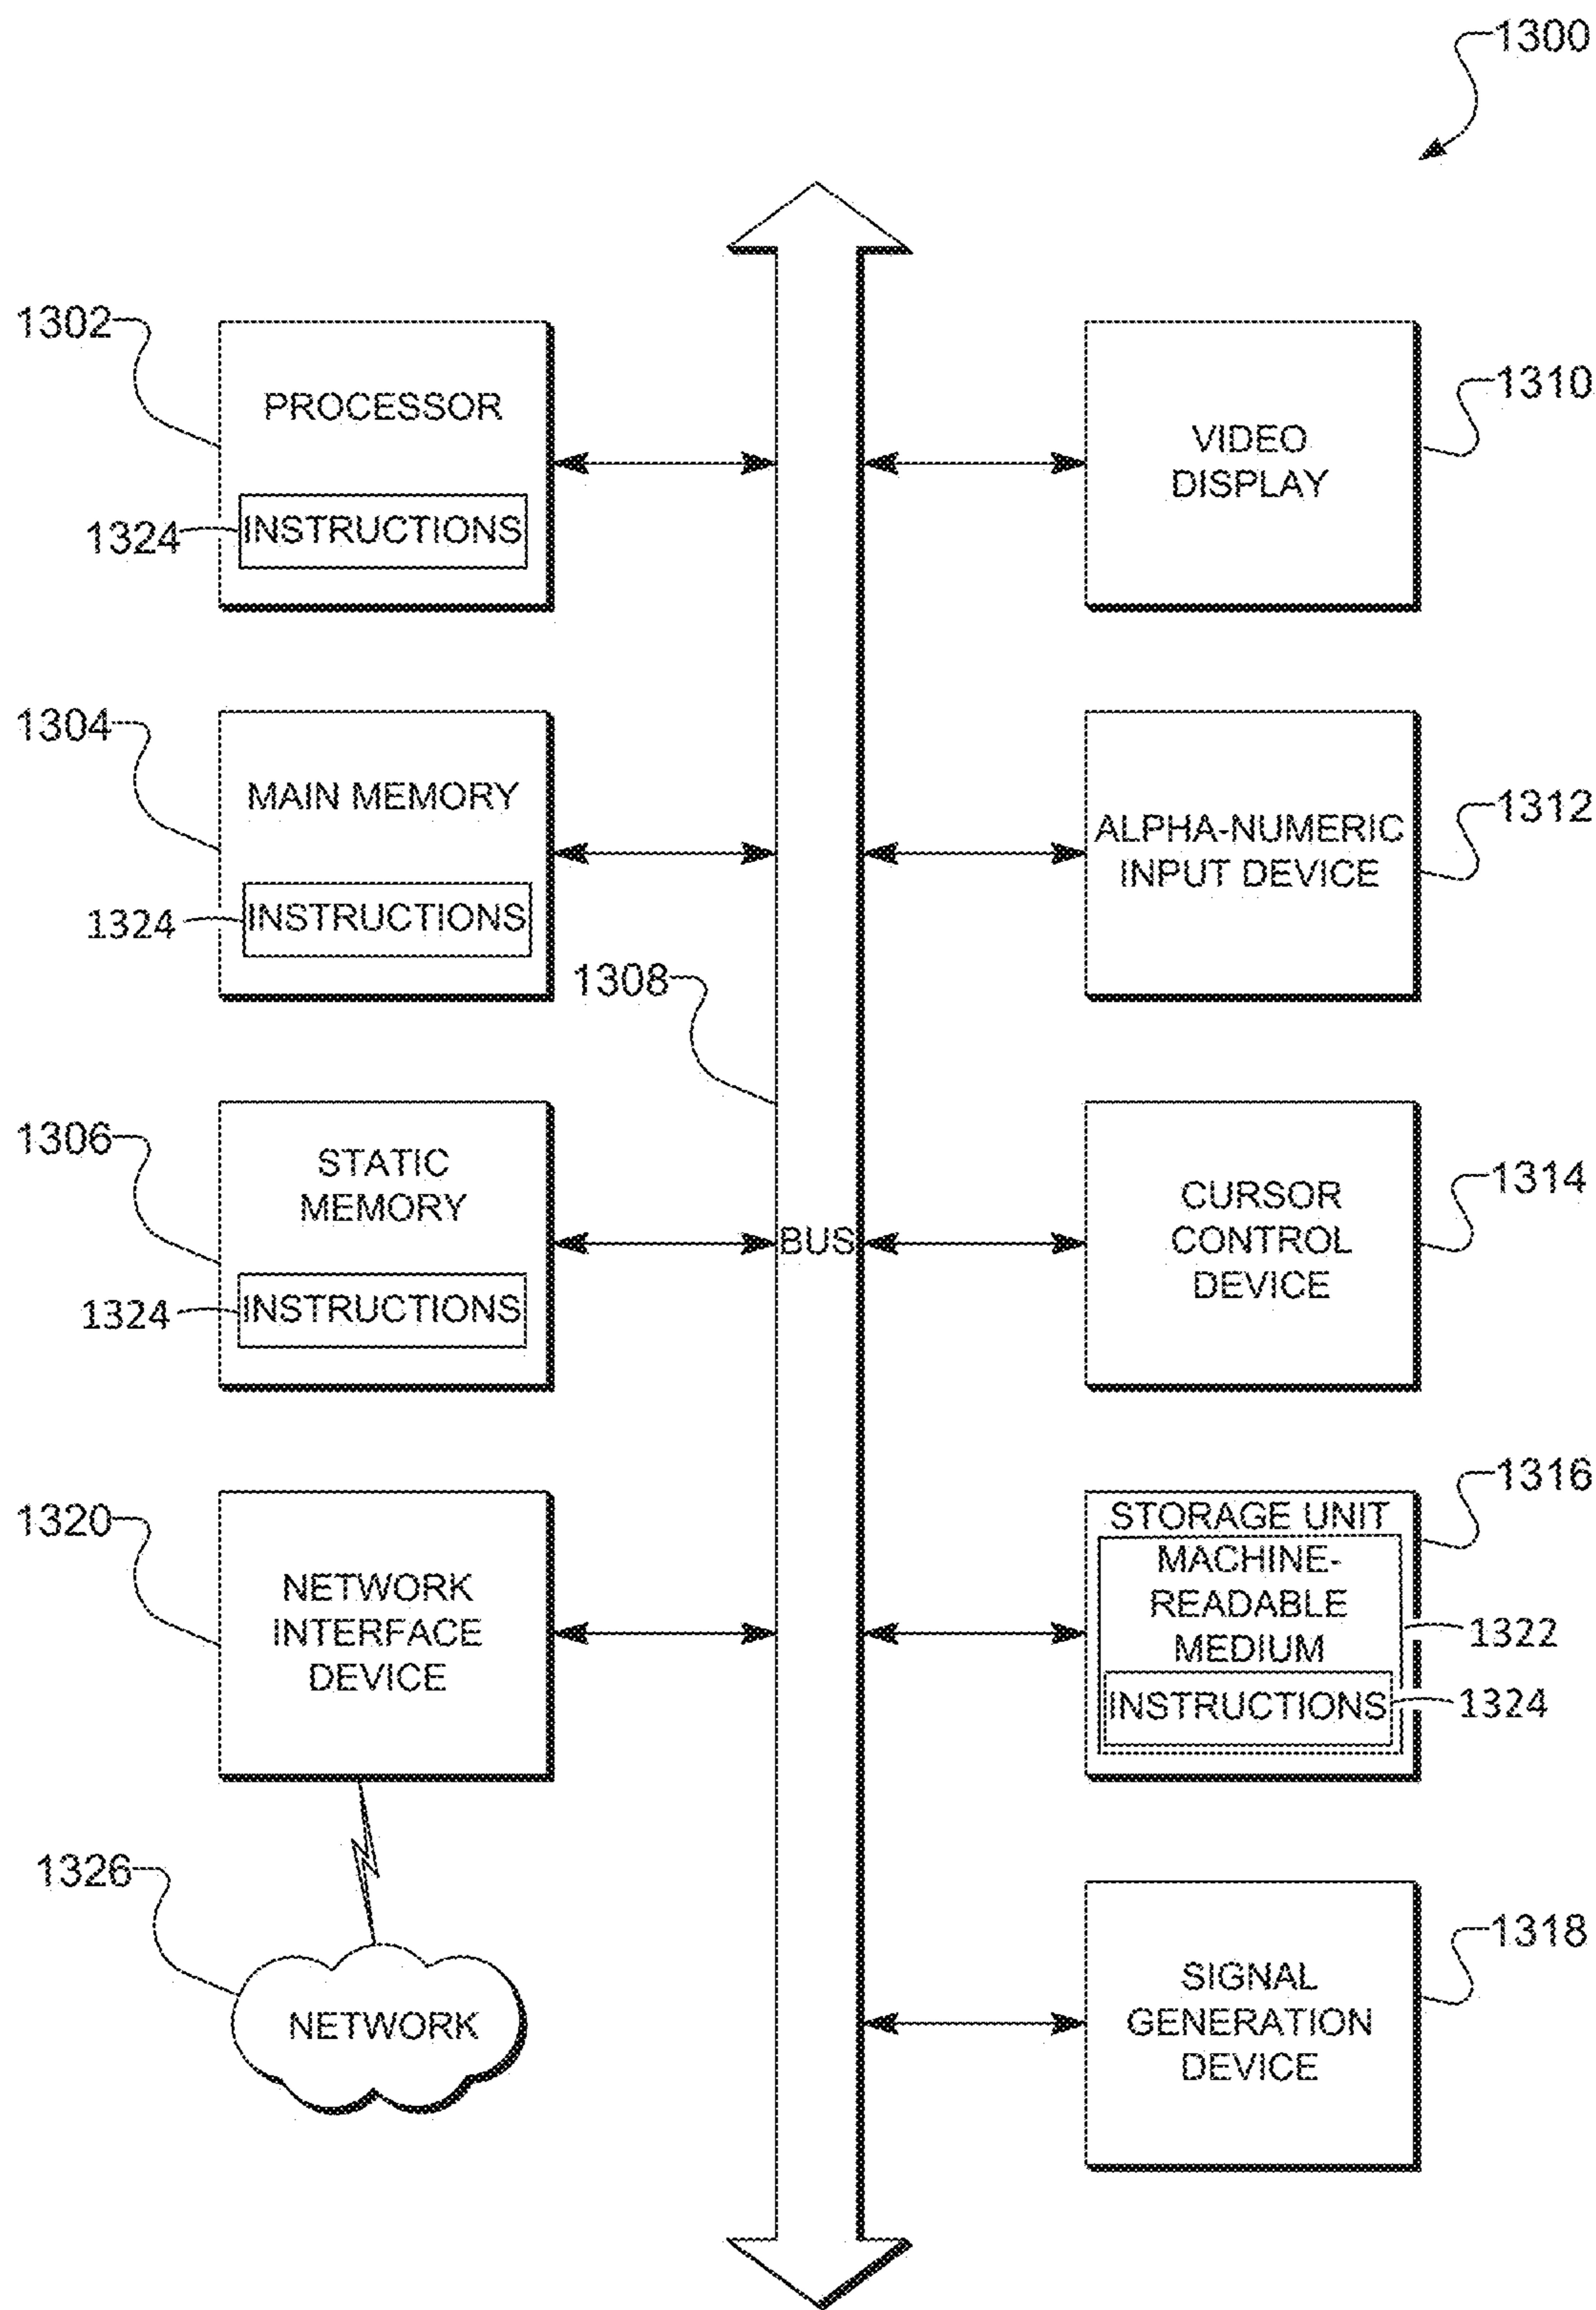 1300
1302
PROCESSOR
1324
INSTRUCTIONS
1310
VIDEO
DISPLAY
1304
MAIN MEMORY
1324
INSTRUCTIONS
1312
ALPHA-NUMERIC
INPUT DEVICE
1308
BUS
1306
STATIC
MEMORY
1324
INSTRUCTIONS
1314
CURSOR
CONTROL
DEVICE
1320
NETWORK
INTERFACE
DEVICE
1316
STORAGE UNIT
MACHINE-
READABLE
MEDIUM
1322
INSTRUCTIONS
1324
1326
NETWORK
1318
SIGNAL
GENERATION
DEVICE